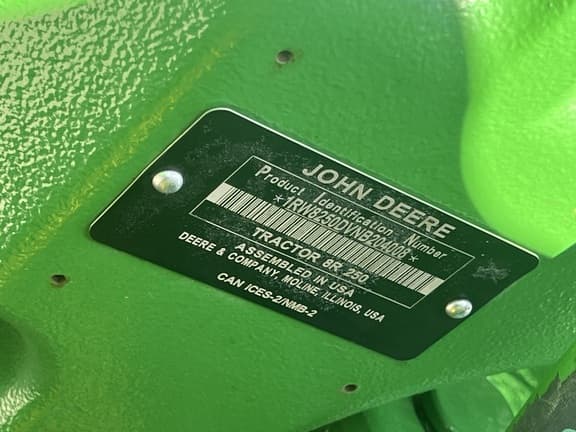 JOHN DEERE
Product Identification Number
*1RW8250DVNS204028*
TRACTOR 8R 250
ASSEMBLED IN USA
DEERE & COMPANY, MOLINE, ILLINOIS, USA
CAN ICES-2/NMB-2